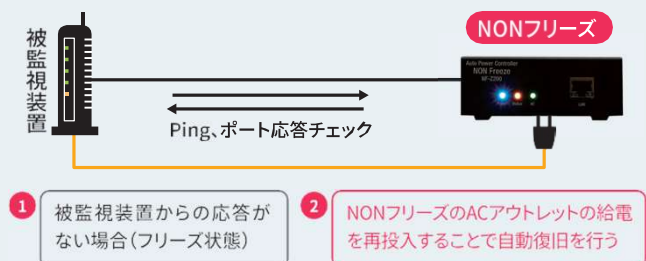 NONフリーズ
被監視装置
Auto Power Controller
NON Freeze
Ping、ポート応答チェック
1
被監視装置からの応答が
ない場合(フリーズ状態)
2
NONフリーズのACアウトレットの給電
を再投入することで自動復旧を行う